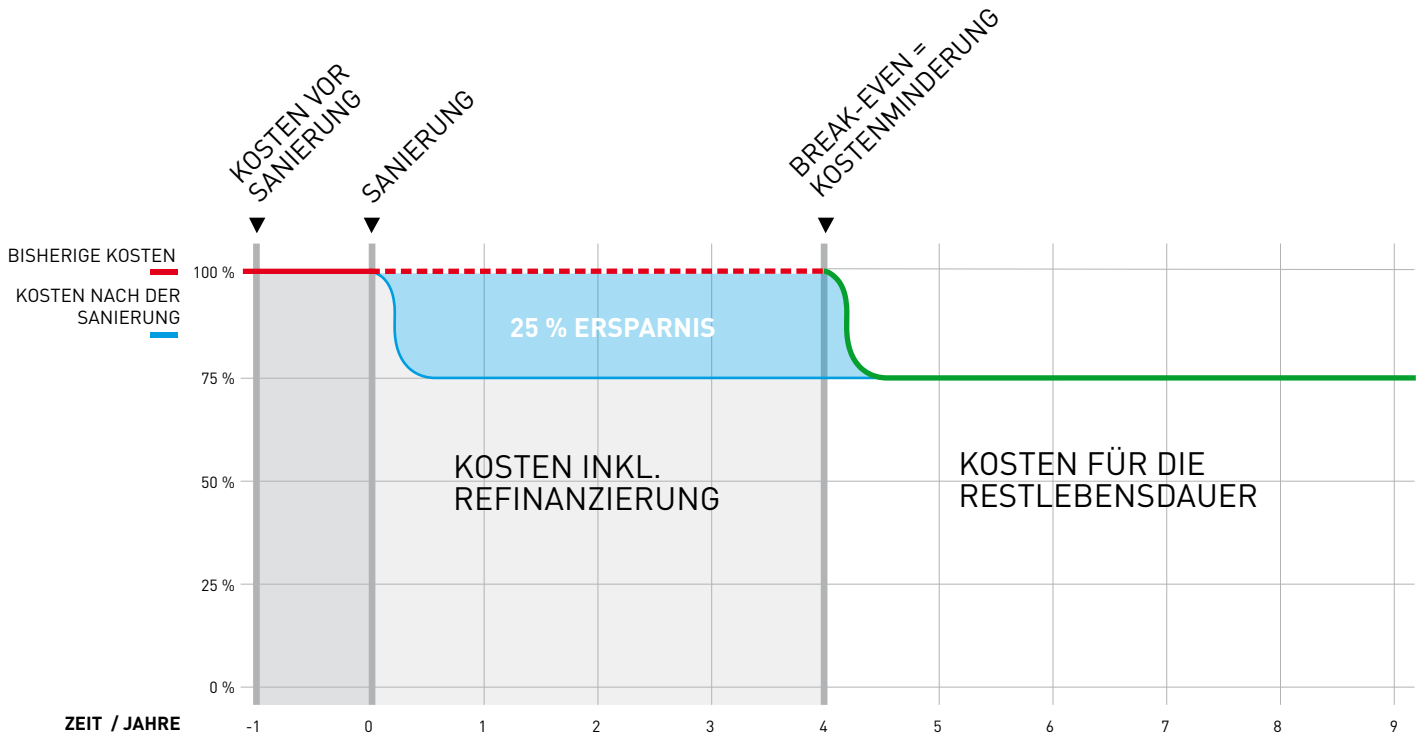 KOSTEN VOR
SANIERUNG
SANIERUNG
BREAK-EVEN =
KOSTENMINDERUNG
BISHERIGE KOSTEN
KOSTEN NACH DER
SANIERUNG
100 %
25 % ERSPARNIS
75 %
KOSTEN INKL.
REFINANZIERUNG
KOSTEN FÜR DIE
RESTLEBENSDAUER
50 %
25 %
0 %
ZEIT / JAHRE
-1 0 1 2 3 4 5 6 7 8 9